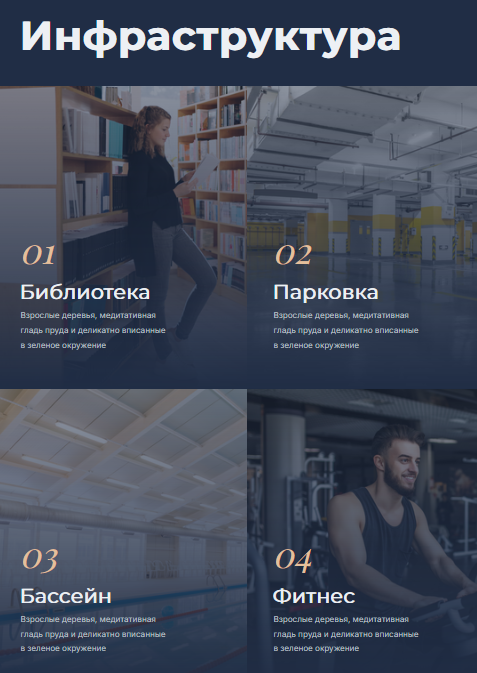 Инфраструктура
01
Библиотека
Взрослые деревья, медитативная
гладь пруда и деликатно вписанные
в зеленое окружение
02
Парковка
Взрослые деревья, медитативная
гладь пруда и деликатно вписанные
в зеленое окружение
03
Бассейн
Взрослые деревья, медитативная
гладь пруда и деликатно вписанные
в зеленое окружение
04
Фитнес
Взрослые деревья, медитативная
гладь пруда и деликатно вписанные
в зеленое окружение